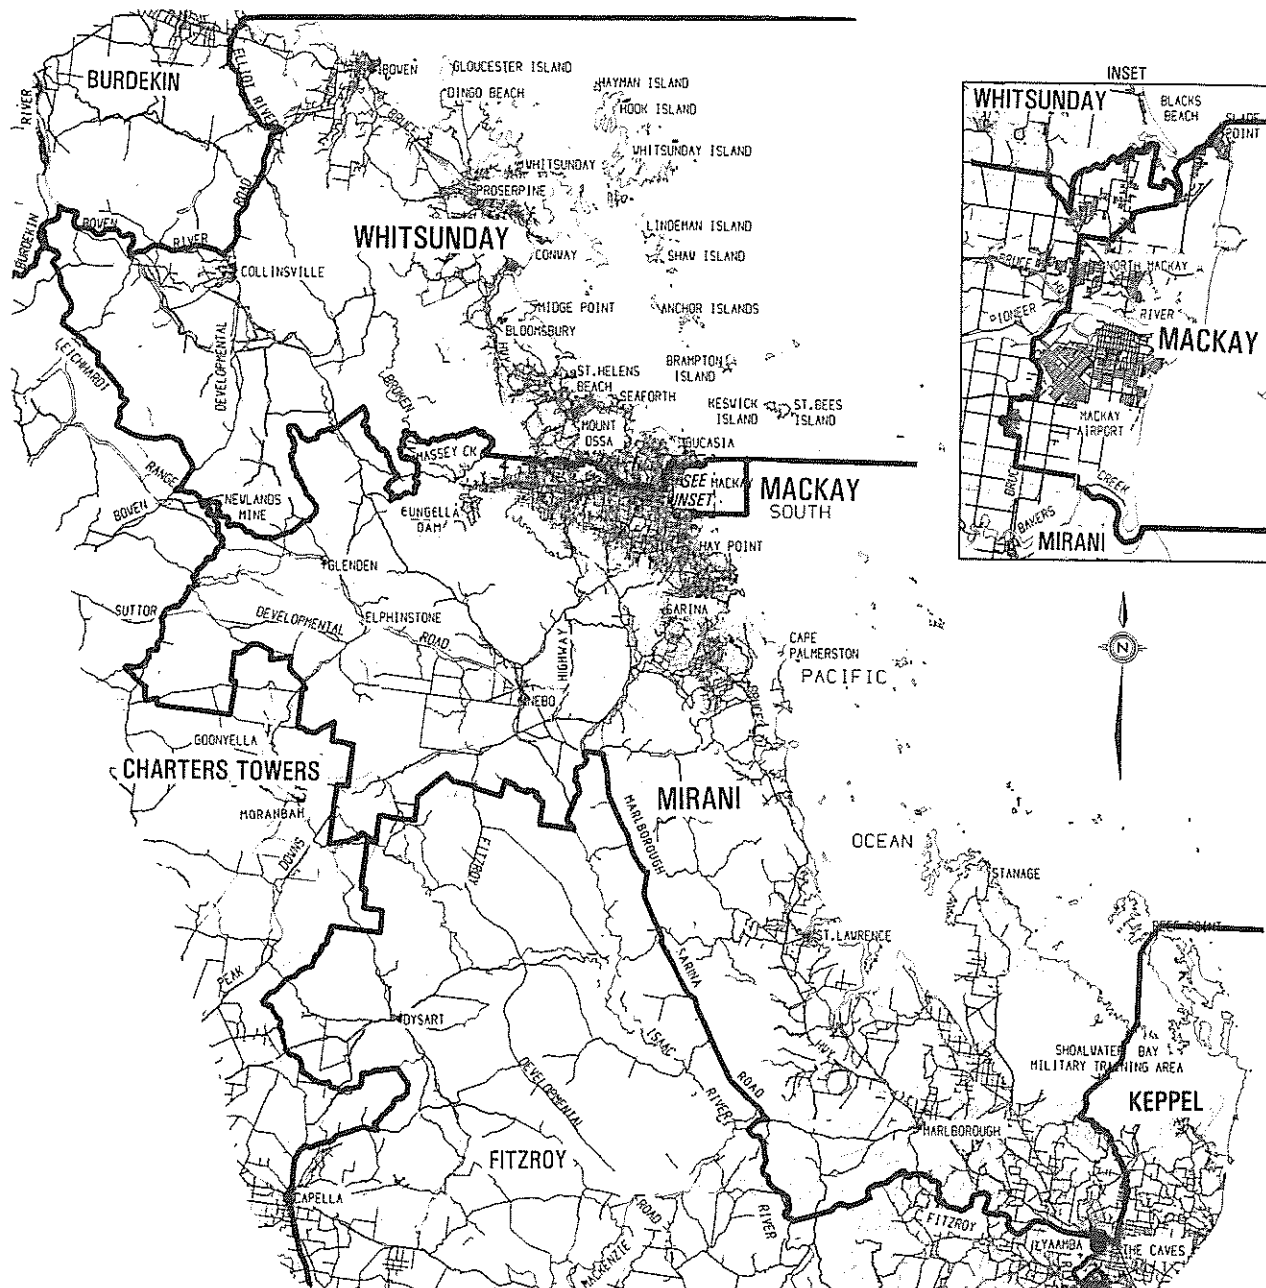 BURDEKIN
RIVER
ELLIOT RIVER
BOWEN
GLOUCESTER ISLAND
DINGO BEACH
HAYMAN ISLAND
HOOK ISLAND
BRUCE
WHITSUNDAY
WHITSUNDAY ISLAND
PROSERPINE
ROAD
BURDEKIN
BOWEN
RIVER
WHITSUNDAY
LINDEMAN ISLAND
CONWAY
SHAW ISLAND
COLLINSVILLE
MIDGE POINT
ANCHOR ISLANDS
BLOOMSBURY
LEICHHARDT
DEVELOPMENTAL
BROKEN
HWY
ST.HELENS
BEACH
BRAMPTON
ISLAND
SEAFORTH
KESWICK
ISLAND
ST.BEES
ISLAND
MOUNT
OSSA
BUCASIA
MASSEY CK
RANGE
BOWEN
NEWLANDS
MINE
EUNGELLA
DAM
SEE
INSET
MACKAY
MACKAY
SOUTH
HAY POINT
GLENDEN
SUTTOR
DEVELOPMENTAL
ELPHINSTONE
ROAD
SARINA
HIGHWAY
CAPE
PALMERSTON
PACIFIC
NEBO
BRUCE
GOONYELLA
CHARTERS TOWERS
MIRANI
MORANBAH
MARLBOROUGH
DOWNS
FITZROY
OCEAN
STANAGE
REEF POINT
ST.LAWRENCE
SARINA
PEAK
DYSART
ISAAC
HWY
SHOALWATER BAY
MILITARY TRAINING AREA
DEVELOPMENTAL
ROAD
RIVER
KEPPEL
MARLBOROUGH
FITZROY
CAPELLA
ROAD
RIVER
FITZROY
MACKENZIE
THE CAVES
INSET
WHITSUNDAY
BLACKS
BEACH
SLADE
POINT
BRUCE
NORTH MACKAY
PIONEER
RIVER
MACKAY
MACKAY
AIRPORT
BRUCE
CREEK
BAKERS
MIRANI
N